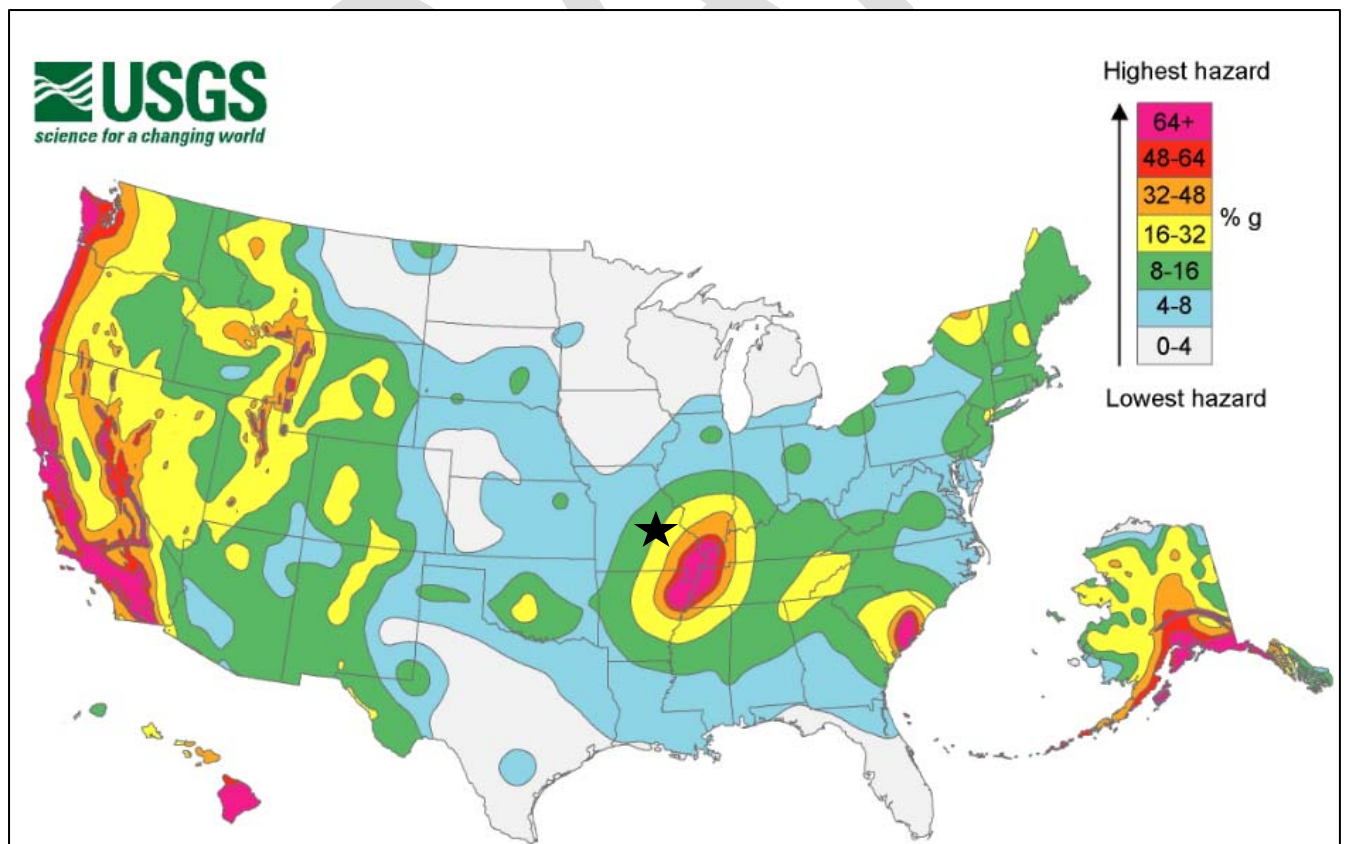 USGS
science for a changing world
Highest hazard
64+
48-64
32-48
16-32
% g
8-16
4-8
0-4
Lowest hazard